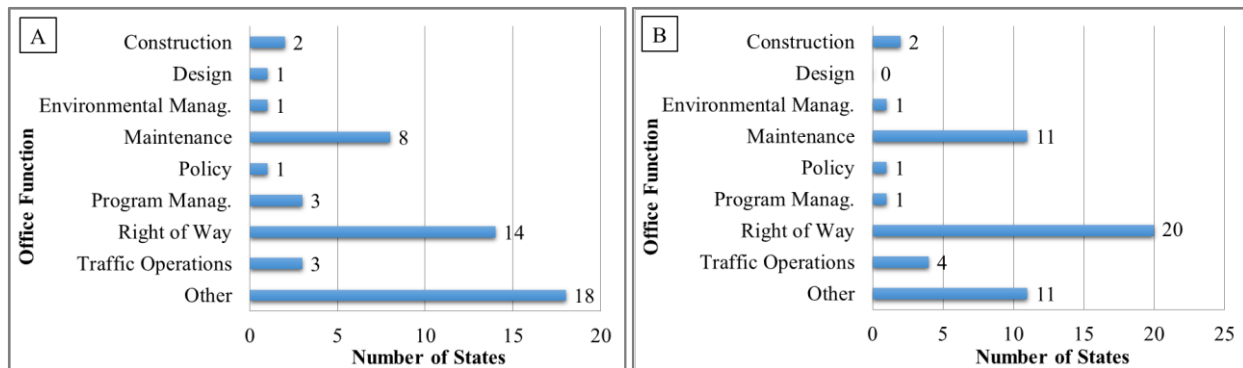 A
Office Function
Construction 2
Design 1
Environmental Manag. 1
Maintenance 8
Policy 1
Program Manag. 3
Right of Way 14
Traffic Operations 3
Other 18
0 5 10 15 20
Number of States
B
Office Function
Construction 2
Design 0
Environmental Manag. 1
Maintenance 11
Policy 1
Program Manag. 1
Right of Way 20
Traffic Operations 4
Other 11
0 5 10 15 20 25
Number of States